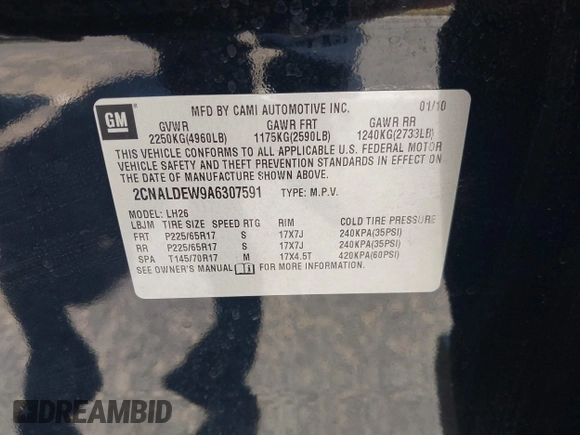 GM
MFD BY CAMI AUTOMOTIVE INC. 01/10
GVWR GAWR FRT GAWR RR
2250KG(4960LB) 1175KG(2590LB) 1240KG(2733LB)
THIS VEHICLE CONFORMS TO ALL APPLICABLE U.S. FEDERAL MOTOR
VEHICLE SAFETY AND THEFT PREVENTION STANDARDS IN EFFECT ON THE
DATE OF MANUFACTURE SHOWN ABOVE.
2CNALDEW9A6307591 TYPE: M.P.V.
MODEL: LH26
LBJM TIRE SIZE SPEED RTG RIM COLD TIRE PRESSURE
FRT P225/65R17 S 17X7J 240KPA(35PSI)
RR P225/65R17 S 17X7J 240KPA(35PSI)
SPA T145/70R17 M 17X4.5T 420KPA(60PSI)
SEE OWNER'S MANUAL FOR MORE INFORMATION.
DREAMBID